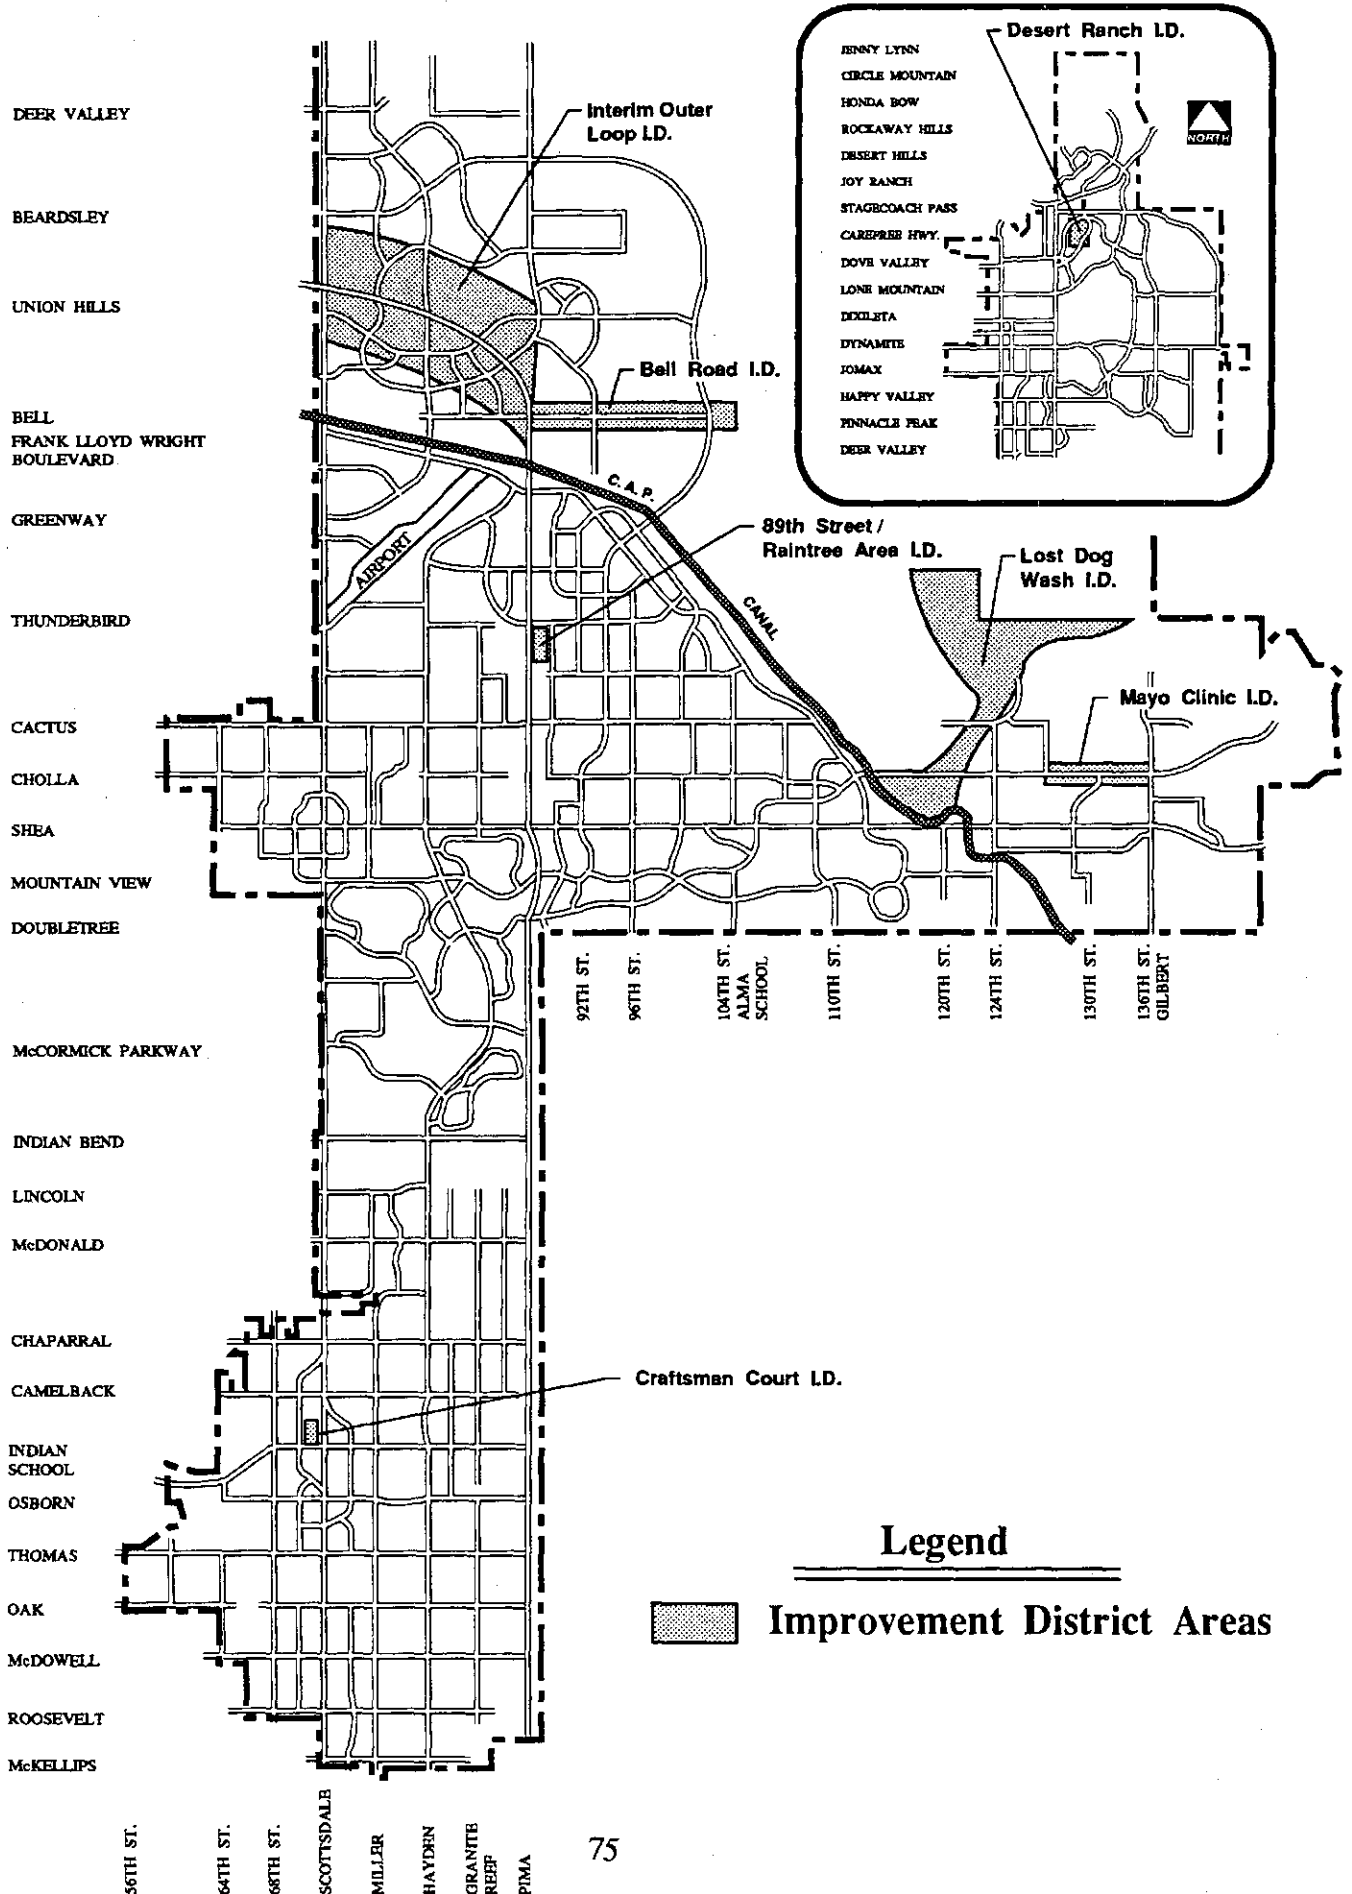 Desert Ranch I.D.
JENNY LYNN
CIRCLE MOUNTAIN
HONDA BOW
ROCKAWAY HILLS
DESERT HILLS
JOY RANCH
STAGECOACH PASS
CAREFREE HWY.
DOVE VALLEY
LONE MOUNTAIN
DIXILETA
DYNAMITE
JOMAX
HAPPY VALLEY
PINNACLE PEAK
DEER VALLEY
NORTH
DEER VALLEY
BEARDSLEY
UNION HILLS
BELL
FRANK LLOYD WRIGHT
BOULEVARD
GREENWAY
THUNDERBIRD
CACTUS
CHOLLA
SHEA
MOUNTAIN VIEW
DOUBLETREE
McCORMICK PARKWAY
INDIAN BEND
LINCOLN
McDONALD
CHAPARRAL
CAMELBACK
INDIAN
SCHOOL
OSBORN
THOMAS
OAK
McDOWELL
ROOSEVELT
McKELLIPS
Interim Outer
Loop I.D.
Bell Road I.D.
C.A.P.
CANAL
AIRPORT
89th Street /
Raintree Area I.D.
Lost Dog
Wash I.D.
Mayo Clinic I.D.
92TH ST.
96TH ST.
104TH ST.
ALMA
SCHOOL
110TH ST.
120TH ST.
124TH ST.
130TH ST.
136TH ST.
GILBERT
Craftsman Court I.D.
Legend
Improvement District Areas
56TH ST.
64TH ST.
68TH ST.
SCOTTSDALE
MILLER
HAYDEN
GRANITE
REEF
PIMA
75